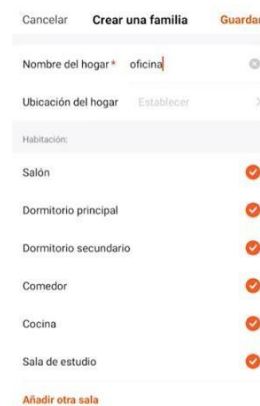 Cancelar Crear una familia Guardar
Nombre del hogar * oficina
Ubicación del hogar Establecer
Habitación:
Salón
Dormitorio principal
Dormitorio secundario
Comedor
Cocina
Sala de estudio
Añadir otra sala